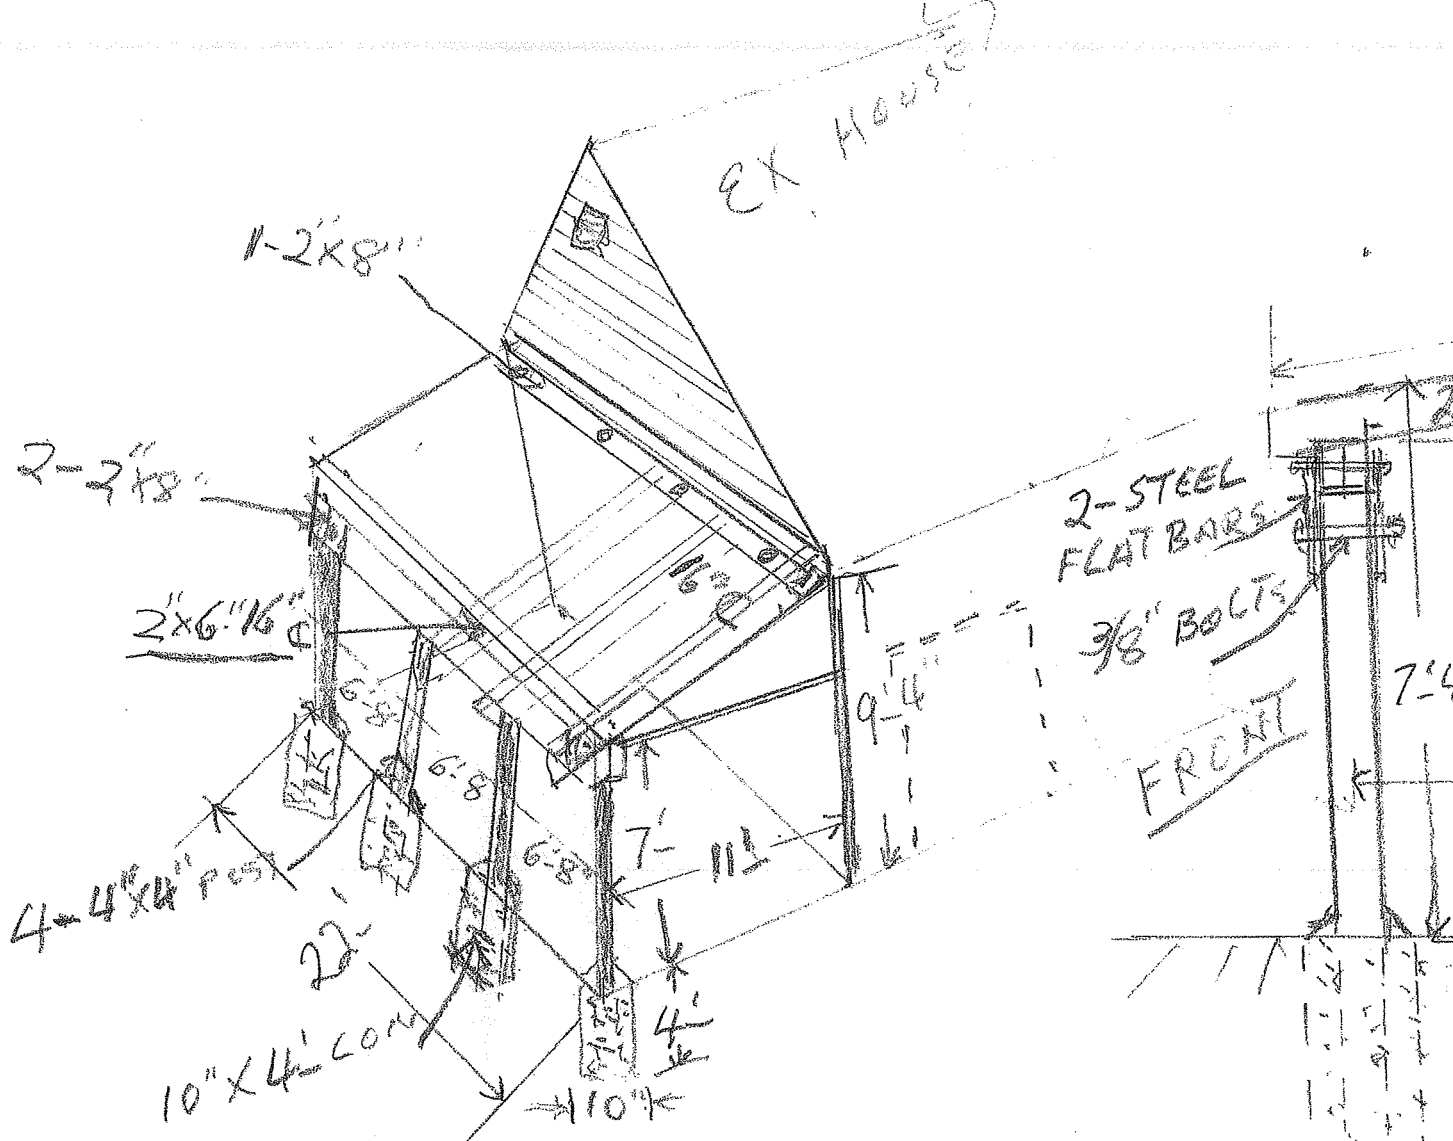 EX HOUSE
1-2"x8"
2-2"x8"
2"x6"16"
16"
2-STEEL
FLAT BARS
3/8" BOLTS
FRONT
9'-4"
6'-8
6'-8
6'-8"
7'
11'
4-4"x4" POST
22'
10"x4' CON
4'
10"